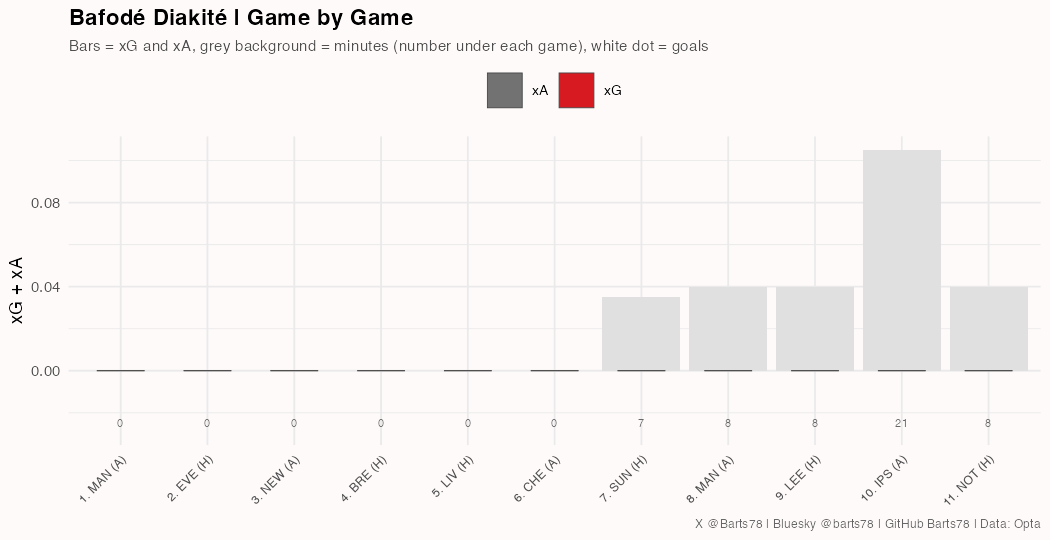 Bafodé Diakité | Game by Game
Bars = xG and xA, grey background = minutes (number under each game), white dot = goals
xA xG
xG + xA
0.08
0.04
0.00
0 0 0 0 0 0 7 8 8 21 8
1. MAN (A)
2. EVE (H)
3. NEW (A)
4. BRE (H)
5. LIV (H)
6. CHE (A)
7. SUN (H)
8. MAN (A)
9. LEE (H)
10. IPS (A)
11. NOT (H)
X @Barts78 | Bluesky @barts78 | GitHub Barts78 | Data: Opta